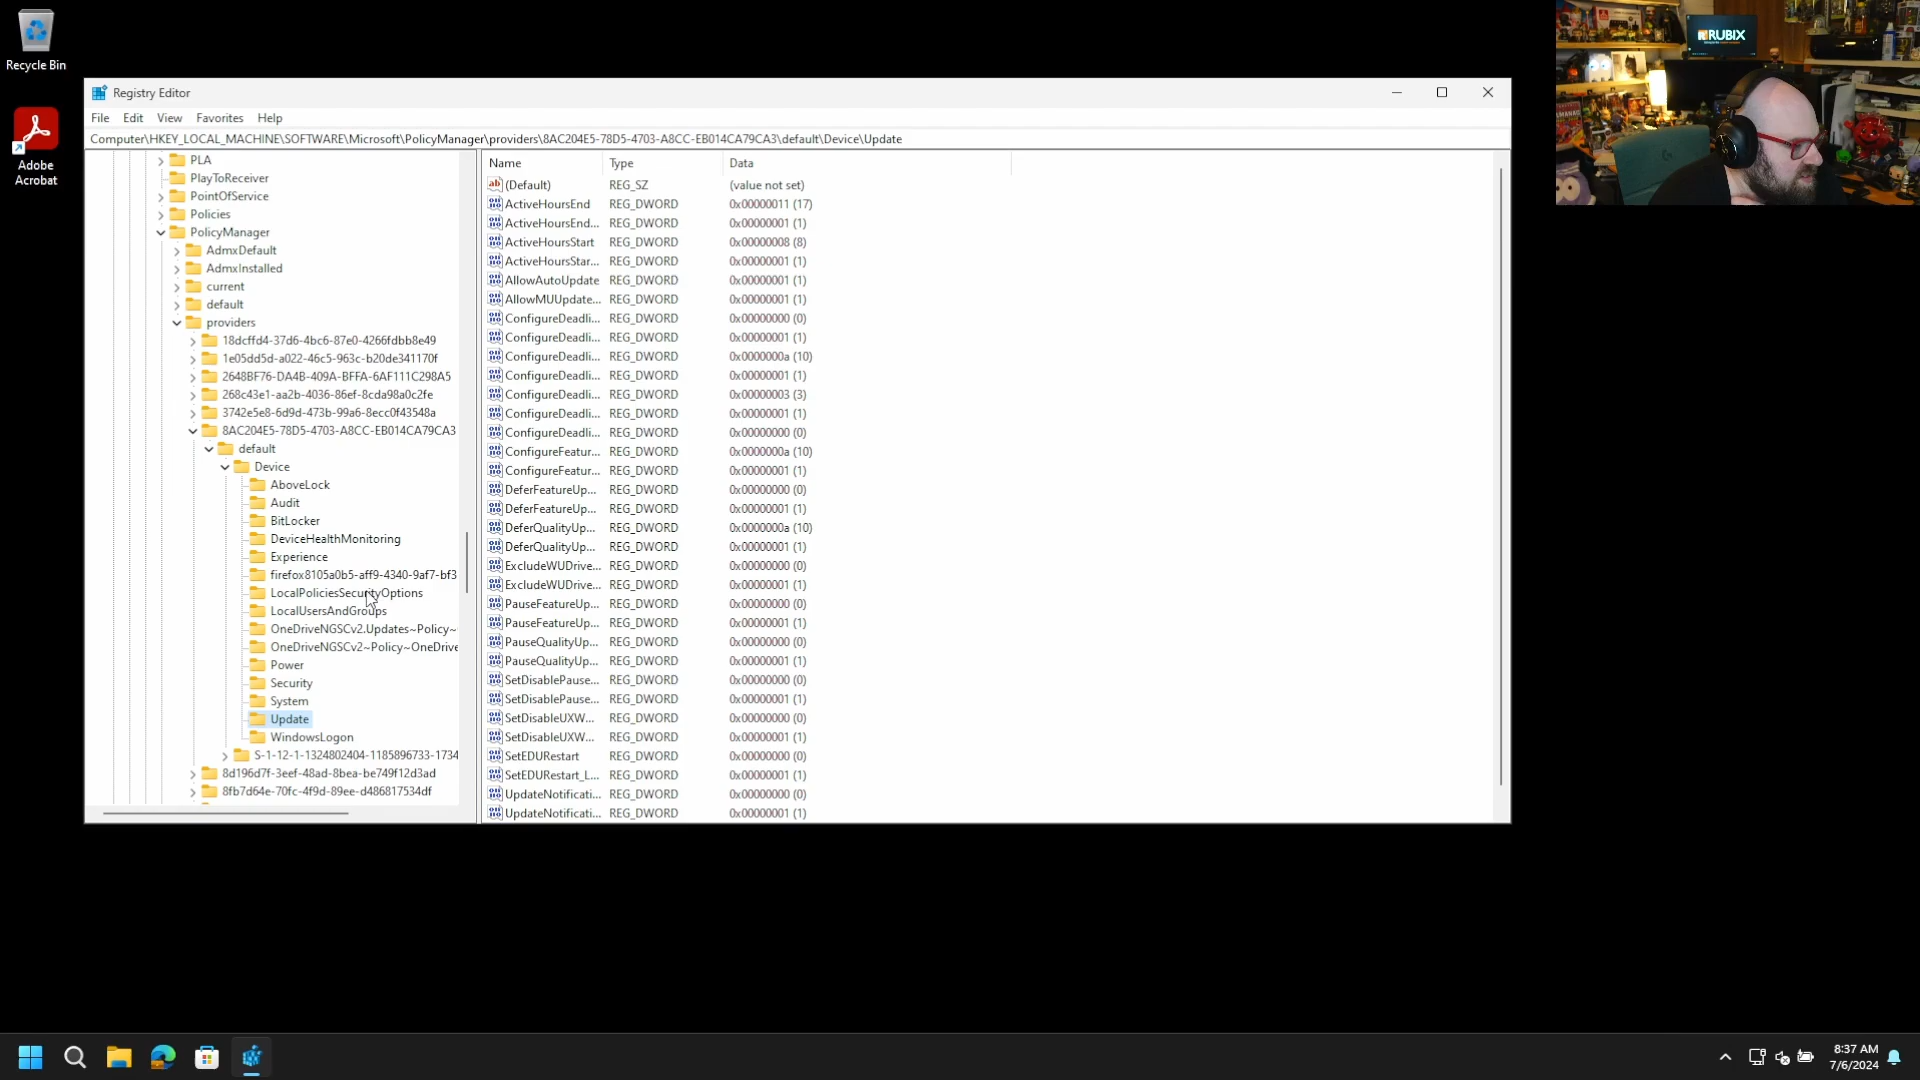 Recycle Bin
Adobe
Acrobat
RUBIX
Registry Editor
File Edit View Favorites Help
Computer\HKEY_LOCAL_MACHINE\SOFTWARE\Microsoft\PolicyManager\providers\8AC204E5-78D5-4703-A8CC-EB014CA79CA3\default\Device\Update
PLA
PlayToReceiver
PointOfService
Policies
PolicyManager
AdmxDefault
AdmxInstalled
current
default
providers
18dcffd4-37d6-4bc6-87e0-4266fdbb8e49
1e05dd5d-a022-46c5-963c-b20de341170f
2648BF76-DA4B-409A-BFFA-6AF111C298A5
268c43e1-aa2b-4036-86ef-8cda98a0c2fe
3742e5e8-6d9d-473b-99a6-8ecc0f43548a
8AC204E5-78D5-4703-A8CC-EB014CA79CA3
default
Device
AboveLock
Audit
BitLocker
DeviceHealthMonitoring
Experience
firefox8105a0b5-aff9-4340-9af7-bf3
LocalPoliciesSecurityOptions
LocalUsersAndGroups
OneDriveNGSCv2.Updates~Policy~
OneDriveNGSCv2~Policy~OneDrive
Power
Security
System
Update
WindowsLogon
S-1-12-1-1324802404-1185896733-1734
8d196d7f-3eef-48ad-8bea-be749f12d3ad
8fb7d64e-70fc-4f9d-89ee-d486817534df
Name Type Data
(Default) REG_SZ (value not set)
ActiveHoursEnd REG_DWORD 0x00000011 (17)
ActiveHoursEnd... REG_DWORD 0x00000001 (1)
ActiveHoursStart REG_DWORD 0x00000008 (8)
ActiveHoursStar... REG_DWORD 0x00000001 (1)
AllowAutoUpdate REG_DWORD 0x00000001 (1)
AllowMUUpdate... REG_DWORD 0x00000001 (1)
ConfigureDeadli... REG_DWORD 0x00000000 (0)
ConfigureDeadli... REG_DWORD 0x00000001 (1)
ConfigureDeadli... REG_DWORD 0x0000000a (10)
ConfigureDeadli... REG_DWORD 0x00000001 (1)
ConfigureDeadli... REG_DWORD 0x00000003 (3)
ConfigureDeadli... REG_DWORD 0x00000001 (1)
ConfigureDeadli... REG_DWORD 0x00000000 (0)
ConfigureFeatur... REG_DWORD 0x0000000a (10)
ConfigureFeatur... REG_DWORD 0x00000001 (1)
DeferFeatureUp... REG_DWORD 0x00000000 (0)
DeferFeatureUp... REG_DWORD 0x00000001 (1)
DeferQualityUp... REG_DWORD 0x0000000a (10)
DeferQualityUp... REG_DWORD 0x00000001 (1)
ExcludeWUDrive... REG_DWORD 0x00000000 (0)
ExcludeWUDrive... REG_DWORD 0x00000001 (1)
PauseFeatureUp... REG_DWORD 0x00000000 (0)
PauseFeatureUp... REG_DWORD 0x00000001 (1)
PauseQualityUp... REG_DWORD 0x00000000 (0)
PauseQualityUp... REG_DWORD 0x00000001 (1)
SetDisablePause... REG_DWORD 0x00000000 (0)
SetDisablePause... REG_DWORD 0x00000001 (1)
SetDisableUXW... REG_DWORD 0x00000000 (0)
SetDisableUXW... REG_DWORD 0x00000001 (1)
SetEDURestart REG_DWORD 0x00000000 (0)
SetEDURestart_L... REG_DWORD 0x00000001 (1)
UpdateNotificati... REG_DWORD 0x00000000 (0)
UpdateNotificati... REG_DWORD 0x00000001 (1)
8:37 AM
7/6/2024